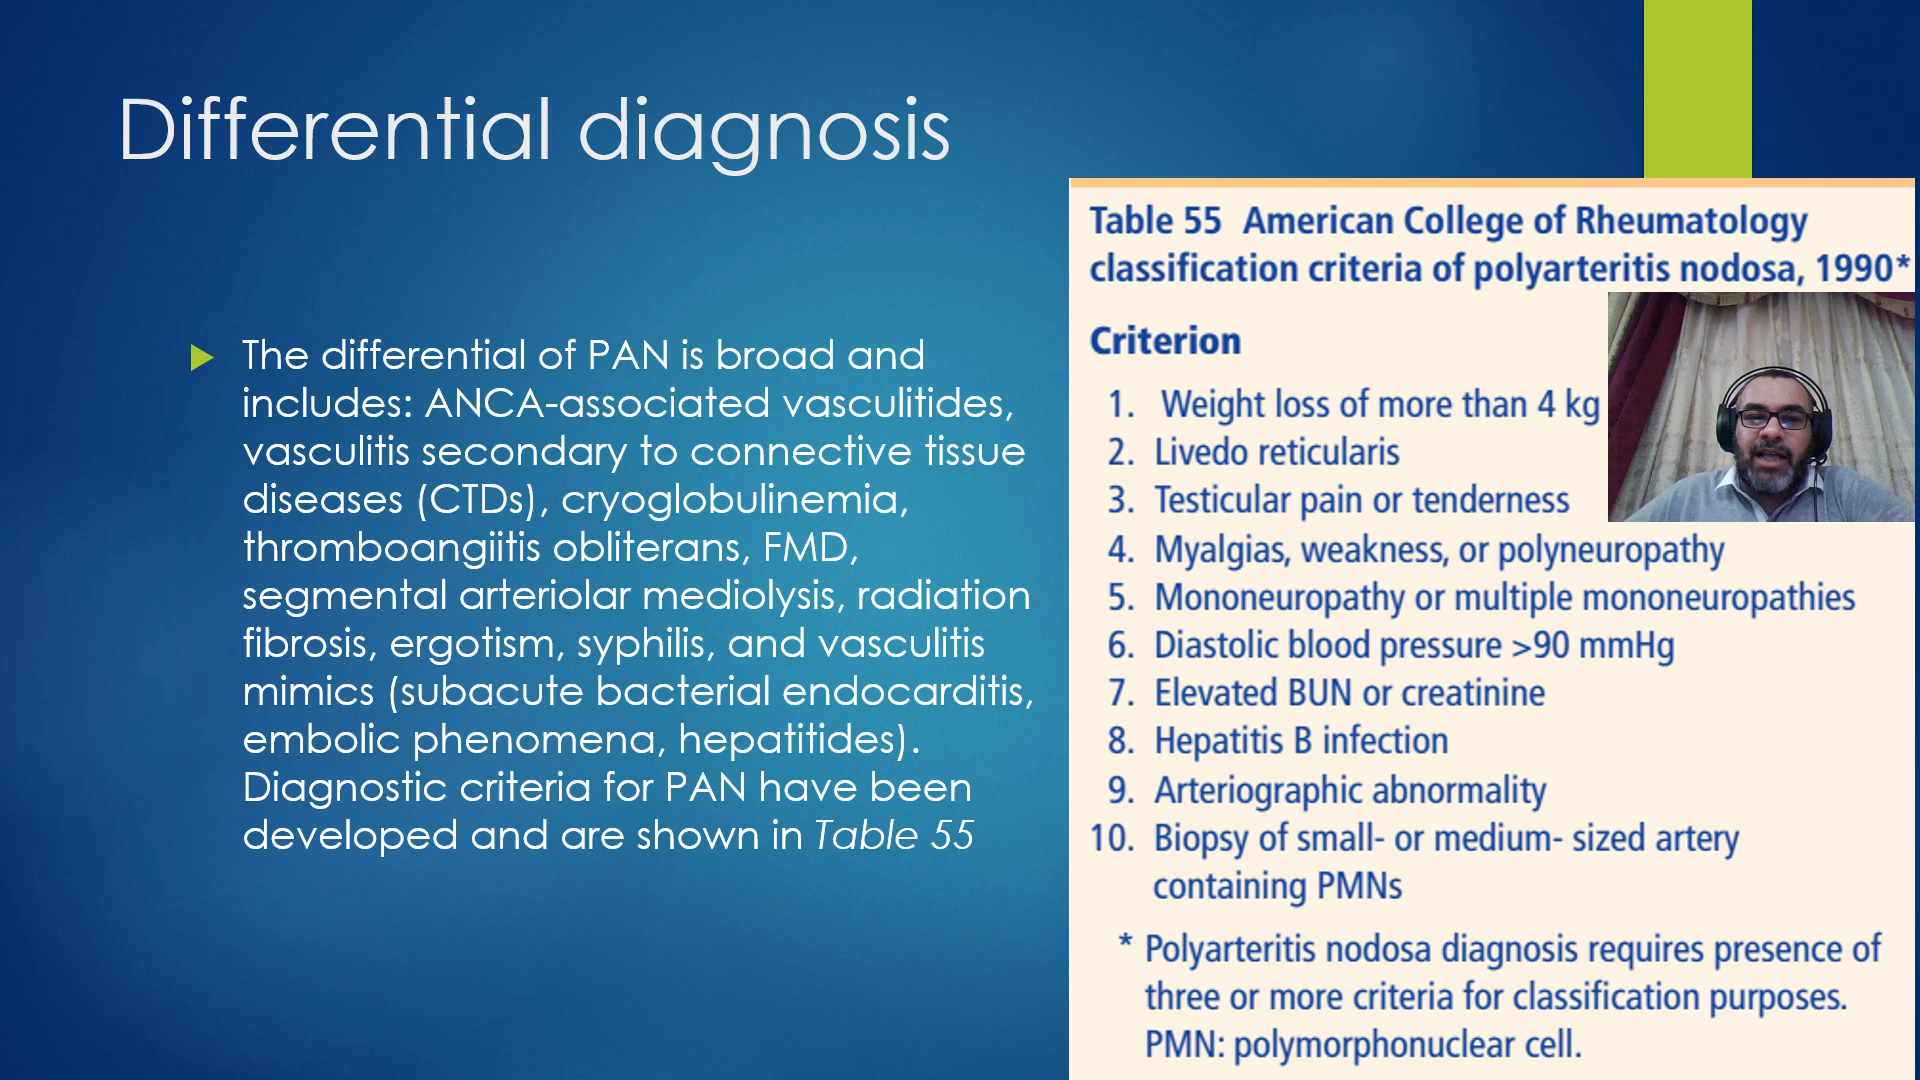 Differential diagnosis
The differential of PAN is broad and
includes: ANCA-associated vasculitides,
vasculitis secondary to connective tissue
diseases (CTDs), cryoglobulinemia,
thromboangiitis obliterans, FMD,
segmental arteriolar mediolysis, radiation
fibrosis, ergotism, syphilis, and vasculitis
mimics (subacute bacterial endocarditis,
embolic phenomena, hepatitides).
Diagnostic criteria for PAN have been
developed and are shown in Table 55
Table 55 American College of Rheumatology
classification criteria of polyarteritis nodosa, 1990*
Criterion
1. Weight loss of more than 4 kg
2. Livedo reticularis
3. Testicular pain or tenderness
4. Myalgias, weakness, or polyneuropathy
5. Mononeuropathy or multiple mononeuropathies
6. Diastolic blood pressure >90 mmHg
7. Elevated BUN or creatinine
8. Hepatitis B infection
9. Arteriographic abnormality
10. Biopsy of small- or medium- sized artery
containing PMNs
* Polyarteritis nodosa diagnosis requires presence of
three or more criteria for classification purposes.
PMN: polymorphonuclear cell.